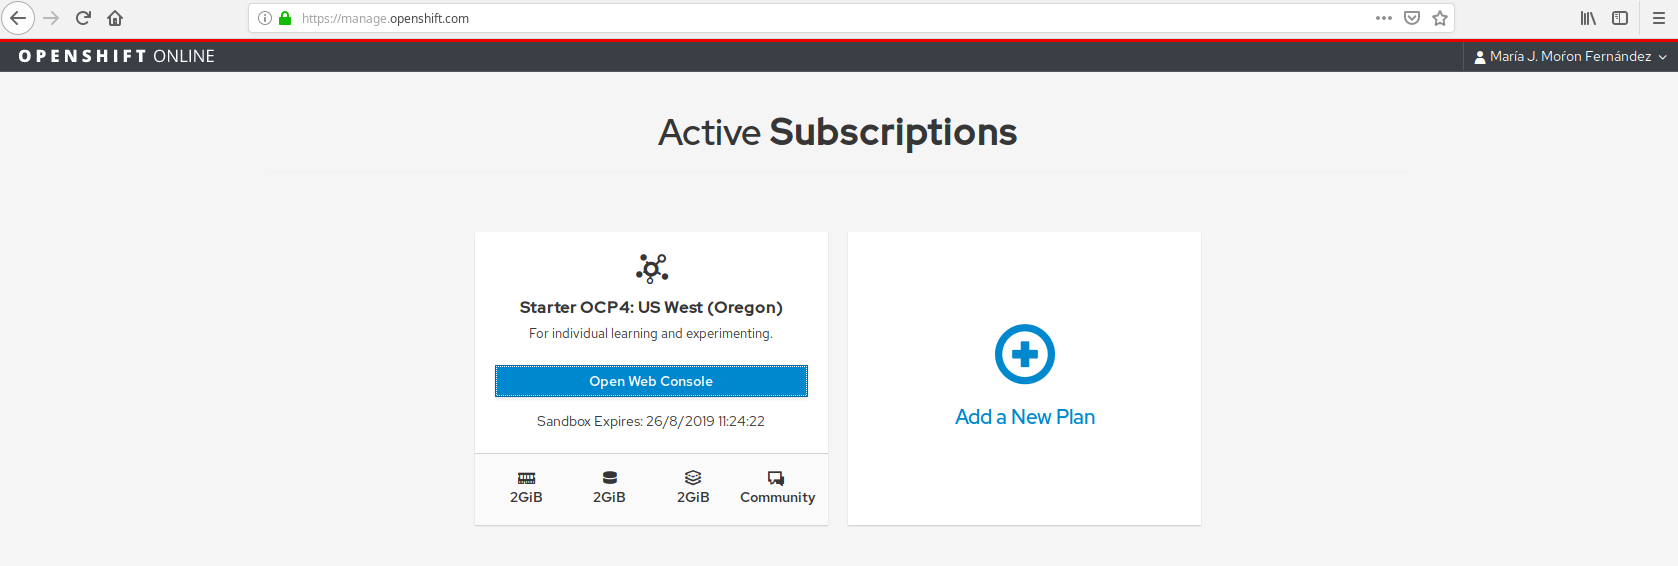 https://manage.openshift.com
OPENSHIFT ONLINE
María J. Moŕon Fernández
Active Subscriptions
Starter OCP4: US West (Oregon)
For individual learning and experimenting.
Open Web Console
Sandbox Expires: 26/8/2019 11:24:22
2GiB 2GiB 2GiB Community
Add a New Plan